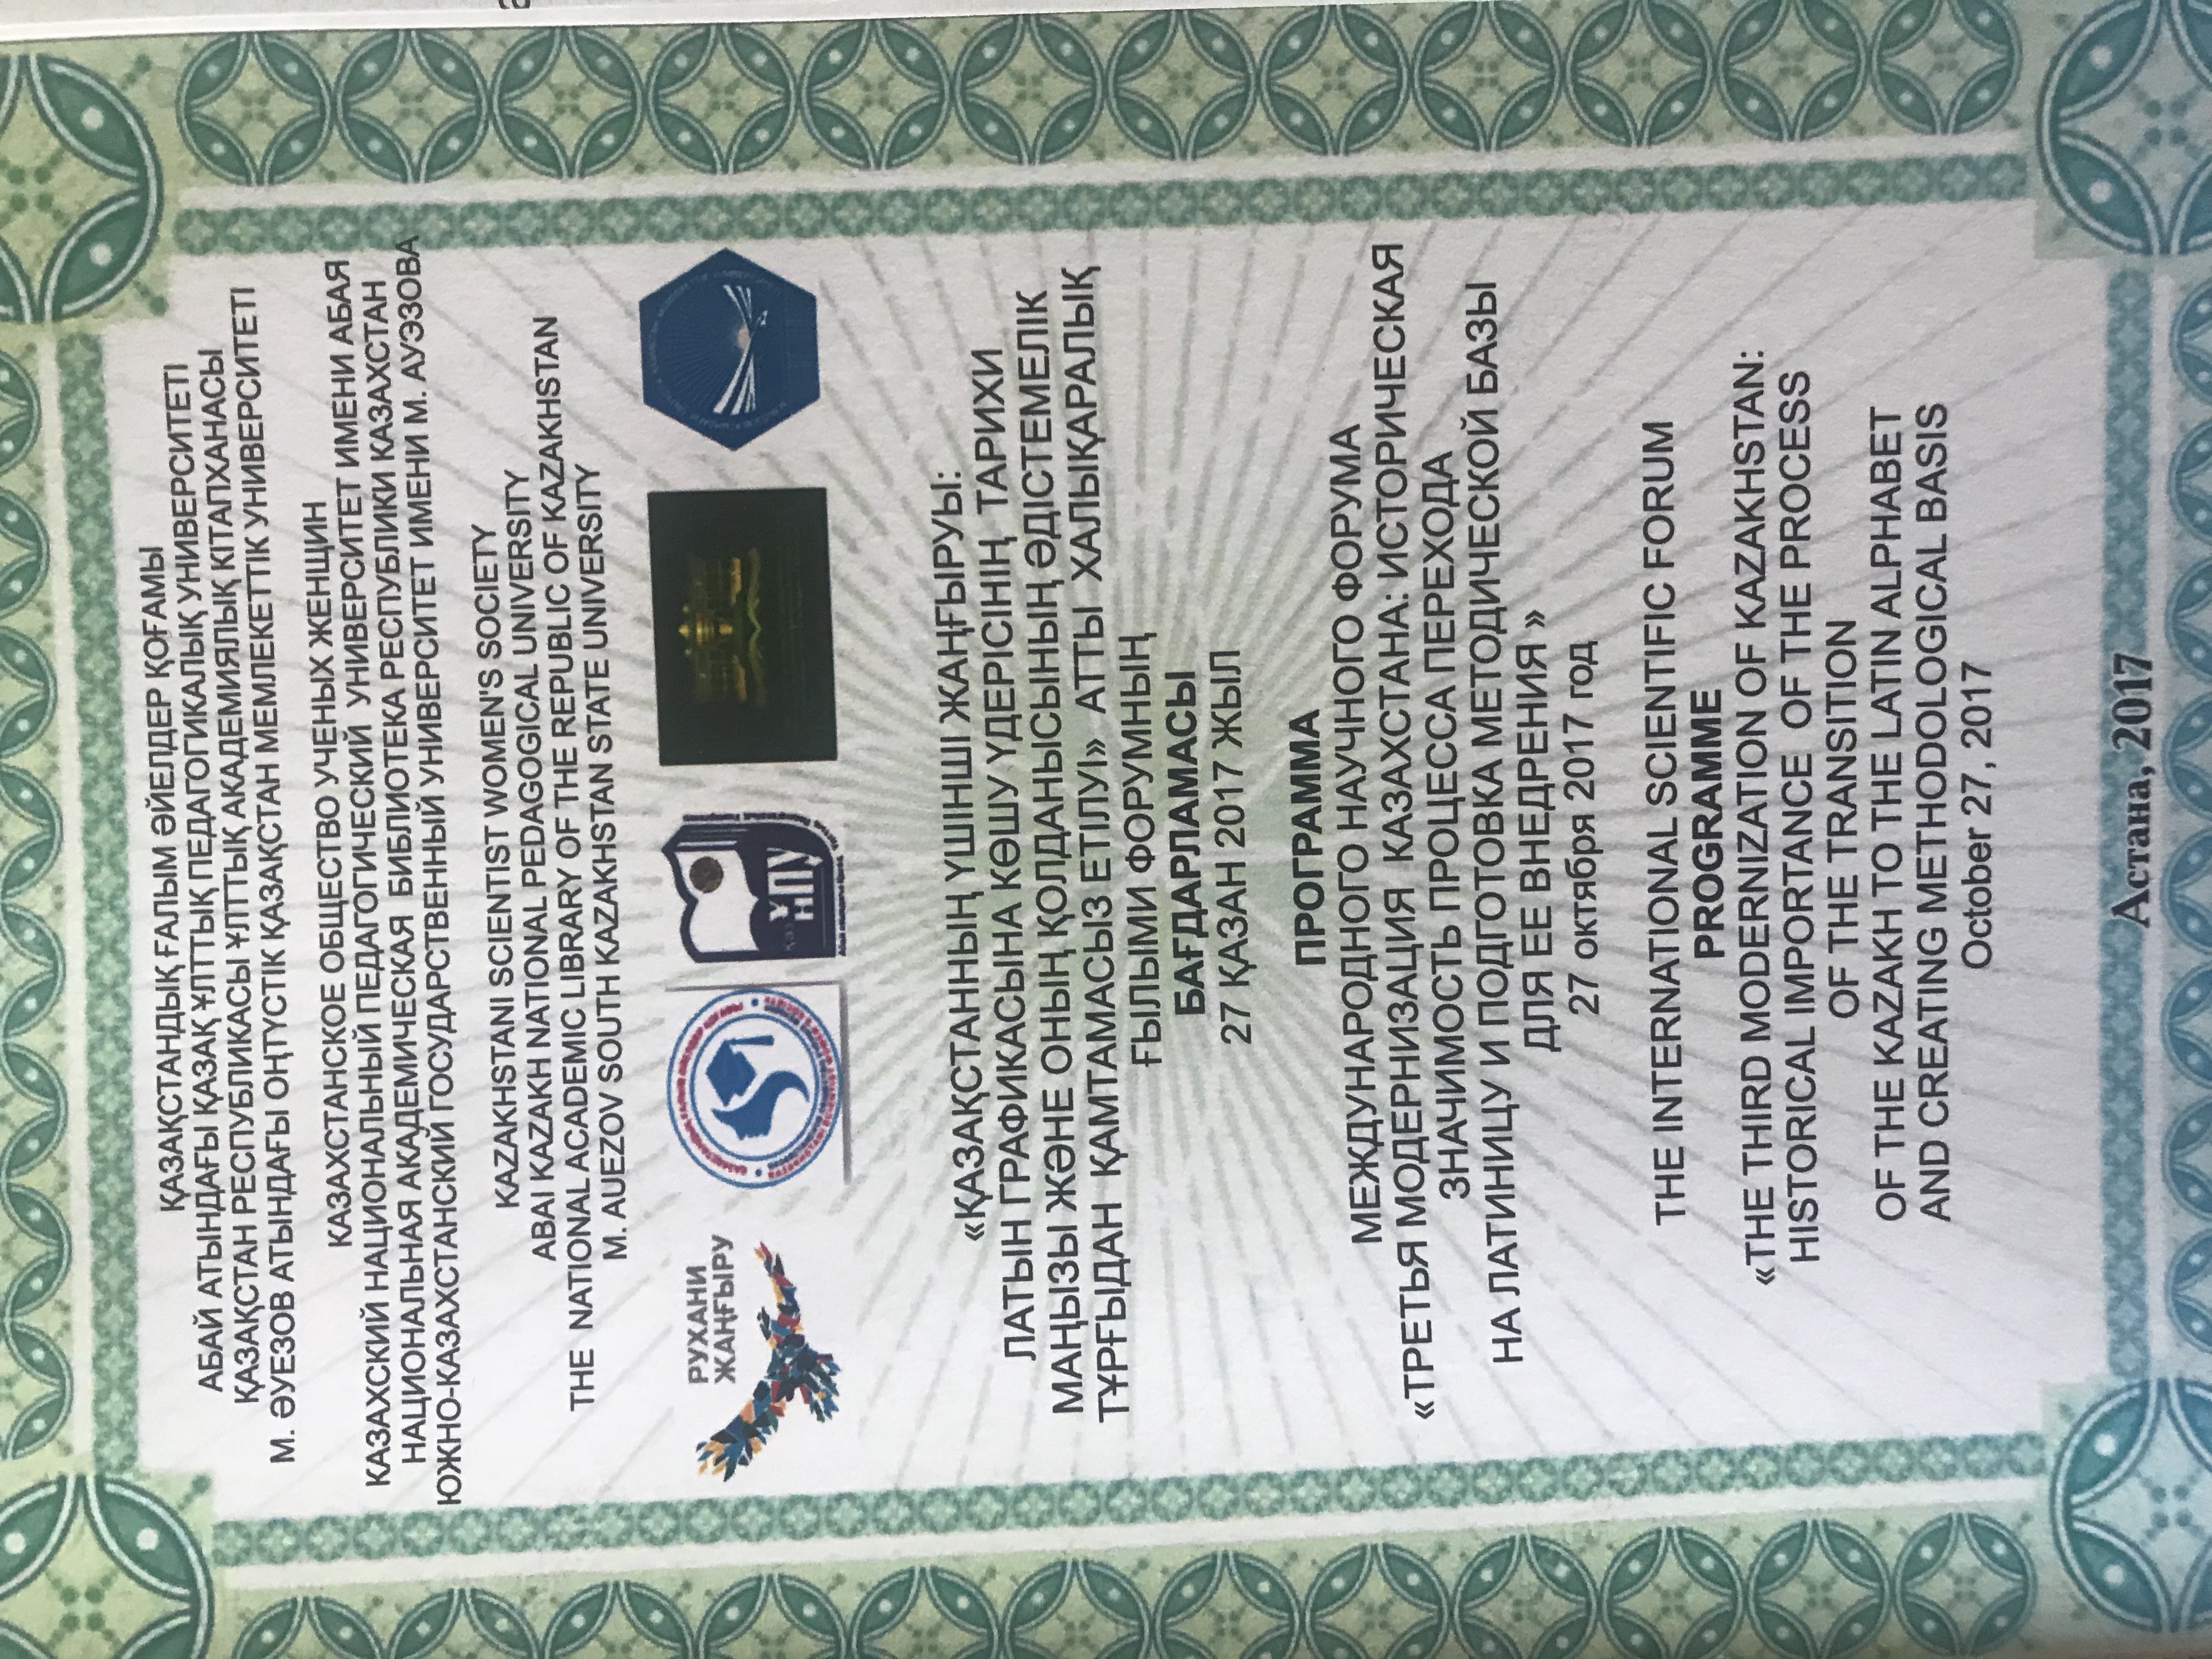 ҚАЗАҚСТАНДЫҚ ҒАЛЫМ ӘЙЕЛДЕР ҚОҒАМЫ
АБАЙ АТЫНДАҒЫ ҚАЗАҚ ҰЛТТЫҚ ПЕДАГОГИКАЛЫҚ УНИВЕРСИТЕТІ
ҚАЗАҚСТАН РЕСПУБЛИКАСЫ ҰЛТТЫҚ АКАДЕМИЯЛЫҚ КІТАПХАНАСЫ
М. ӘУЕЗОВ АТЫНДАҒЫ ОҢТҮСТІК ҚАЗАҚСТАН МЕМЛЕКЕТТІК УНИВЕРСИТЕТІ
КАЗАХСТАНСКОЕ ОБЩЕСТВО УЧЕНЫХ ЖЕНЩИН
КАЗАХСКИЙ НАЦИОНАЛЬНЫЙ ПЕДАГОГИЧЕСКИЙ УНИВЕРСИТЕТ ИМЕНИ АБАЯ
НАЦИОНАЛЬНАЯ АКАДЕМИЧЕСКАЯ БИБЛИОТЕКА РЕСПУБЛИКИ КАЗАХСТАН
ЮЖНО-КАЗАХСТАНСКИЙ ГОСУДАРСТВЕННЫЙ УНИВЕРСИТЕТ ИМЕНИ М. АУЭЗОВА
KAZAKHSTANI SCIENTIST WOMEN'S SOCIETY
ABAI KAZAKH NATIONAL PEDAGOGICAL UNIVERSITY
THE NATIONAL ACADEMIC LIBRARY OF THE REPUBLIC OF KAZAKHSTAN
M. AUEZOV SOUTH KAZAKHSTAN STATE UNIVERSITY
РУХАНИ
ЖАҢҒЫРУ
ҚазҰПУ
«ҚАЗАҚСТАННЫҢ ҮШІНШІ ЖАҢҒЫРУЫ:
ЛАТЫН ГРАФИКАСЫНА КӨШУ ҮДЕРІСІНІҢ ТАРИХИ
МАҢЫЗЫ ЖӘНЕ ОНЫҢ ҚОЛДАНЫСЫНЫҢ ӘДІСТЕМЕЛІК
ТҰРҒЫДАН ҚАМТАМАСЫЗ ЕТІЛУІ» АТТЫ ХАЛЫҚАРАЛЫҚ
ҒЫЛЫМИ ФОРУМНЫҢ
БАҒДАРЛАМАСЫ
27 ҚАЗАН 2017 ЖЫЛ
ПРОГРАММА
МЕЖДУНАРОДНОГО НАУЧНОГО ФОРУМА
«ТРЕТЬЯ МОДЕРНИЗАЦИЯ КАЗАХСТАНА: ИСТОРИЧЕСКАЯ
ЗНАЧИМОСТЬ ПРОЦЕССА ПЕРЕХОДА
НА ЛАТИНИЦУ И ПОДГОТОВКА МЕТОДИЧЕСКОЙ БАЗЫ
ДЛЯ ЕЕ ВНЕДРЕНИЯ »
27 октября 2017 год
THE INTERNATIONAL SCIENTIFIC FORUM
PROGRAMME
«THE THIRD MODERNIZATION OF KAZAKHSTAN:
HISTORICAL IMPORTANCE OF THE PROCESS
OF THE TRANSITION
OF THE KAZAKH TO THE LATIN ALPHABET
AND CREATING METHODOLOGICAL BASIS
October 27, 2017
Астана, 2017